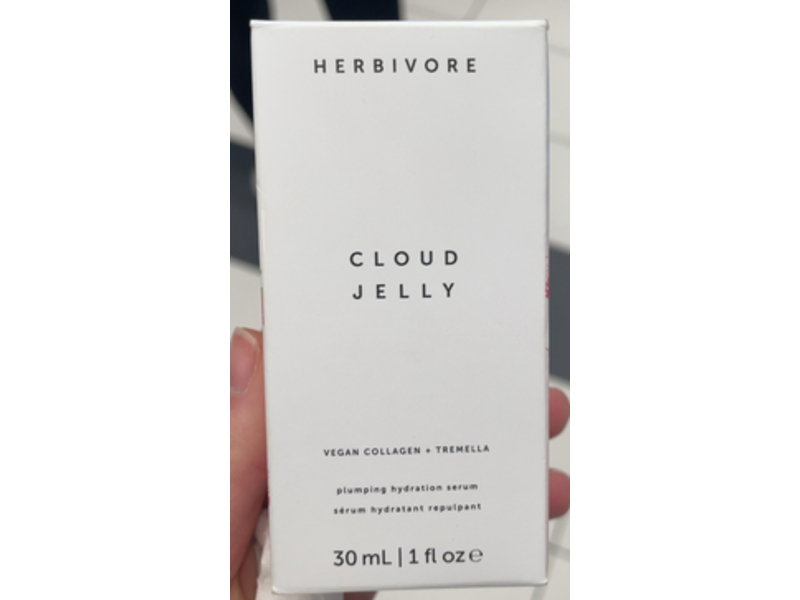 HERBIVORE
CLOUD
JELLY
VEGAN COLLAGEN + TREMELLA
plumping hydration serum
sérum hydratant repulpant
30 mL | 1 fl oz ℮